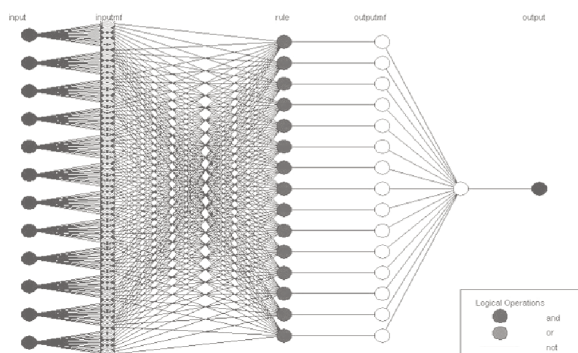 input inputmf rule outputmf output
Logical Operations
and
or
not